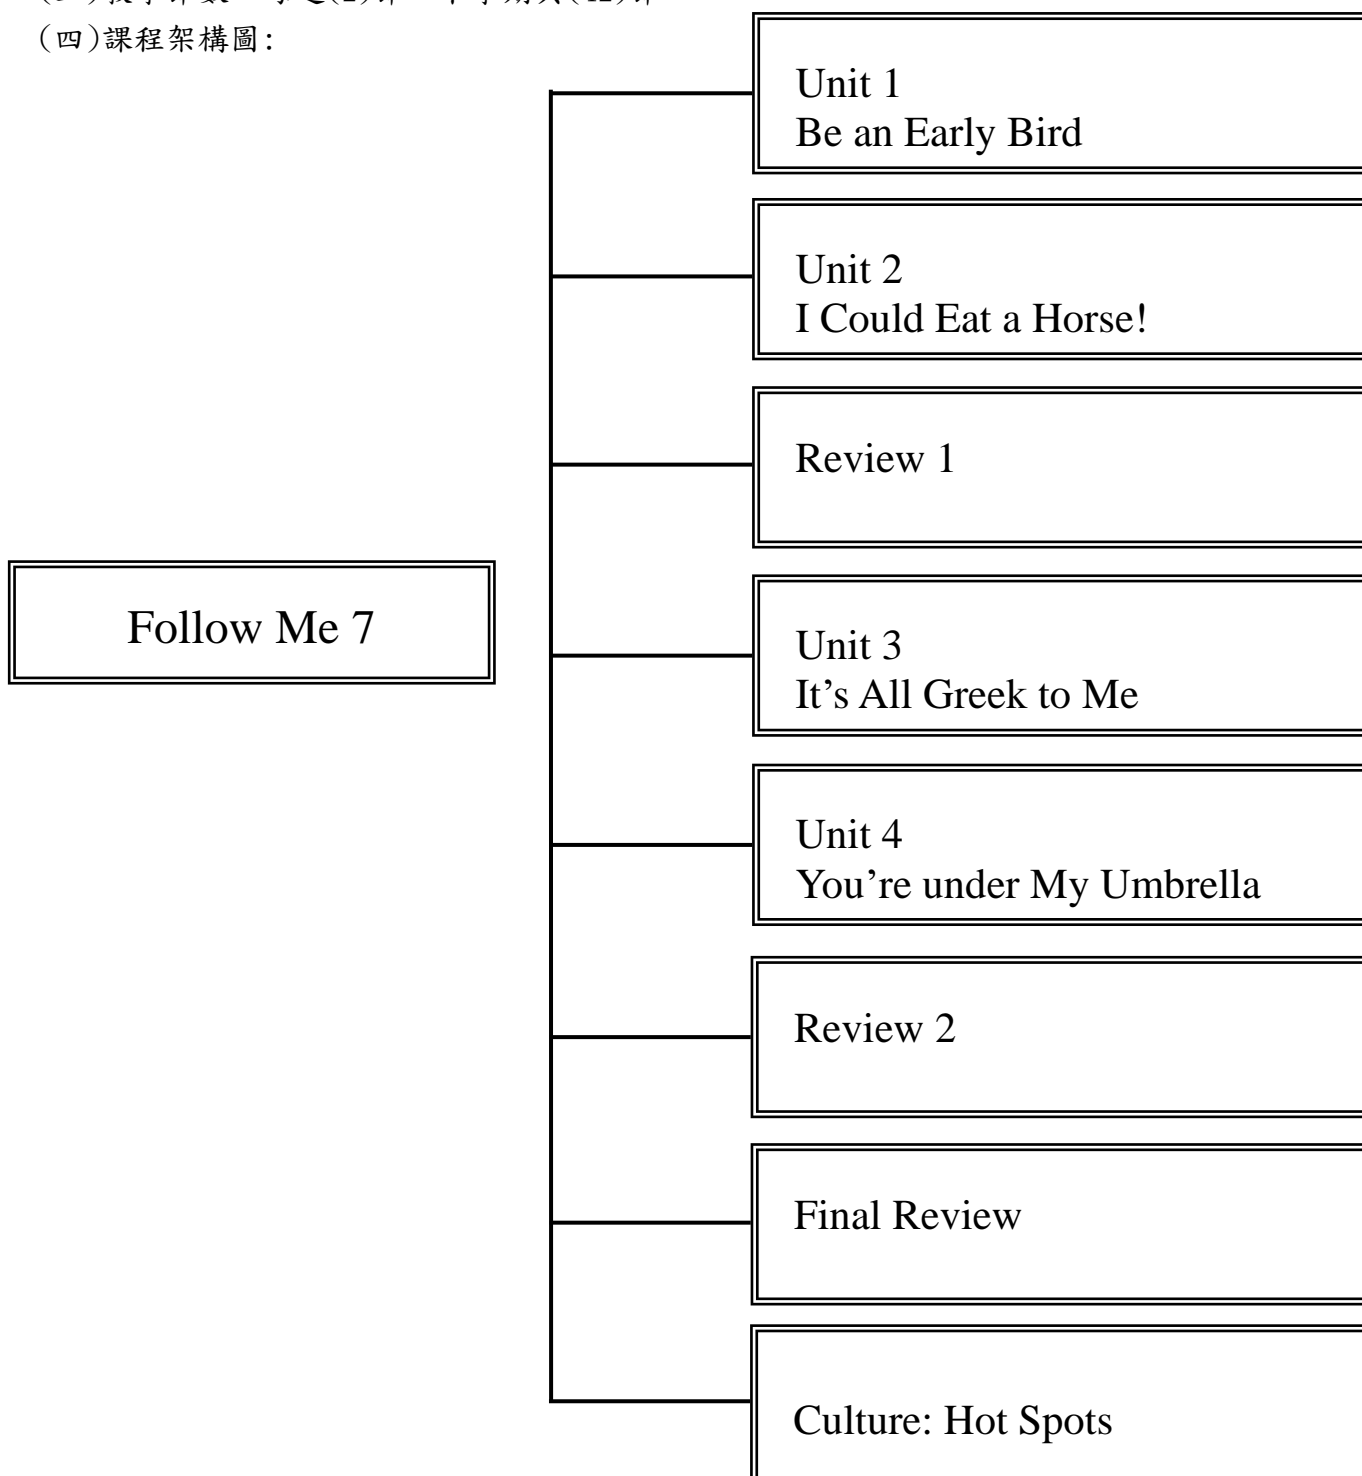 (四)課程架構圖:
Unit 1
Be an Early Bird
Unit 2
I Could Eat a Horse!
Review 1
Follow Me 7
Unit 3
It’s All Greek to Me
Unit 4
You’re under My Umbrella
Review 2
Final Review
Culture: Hot Spots